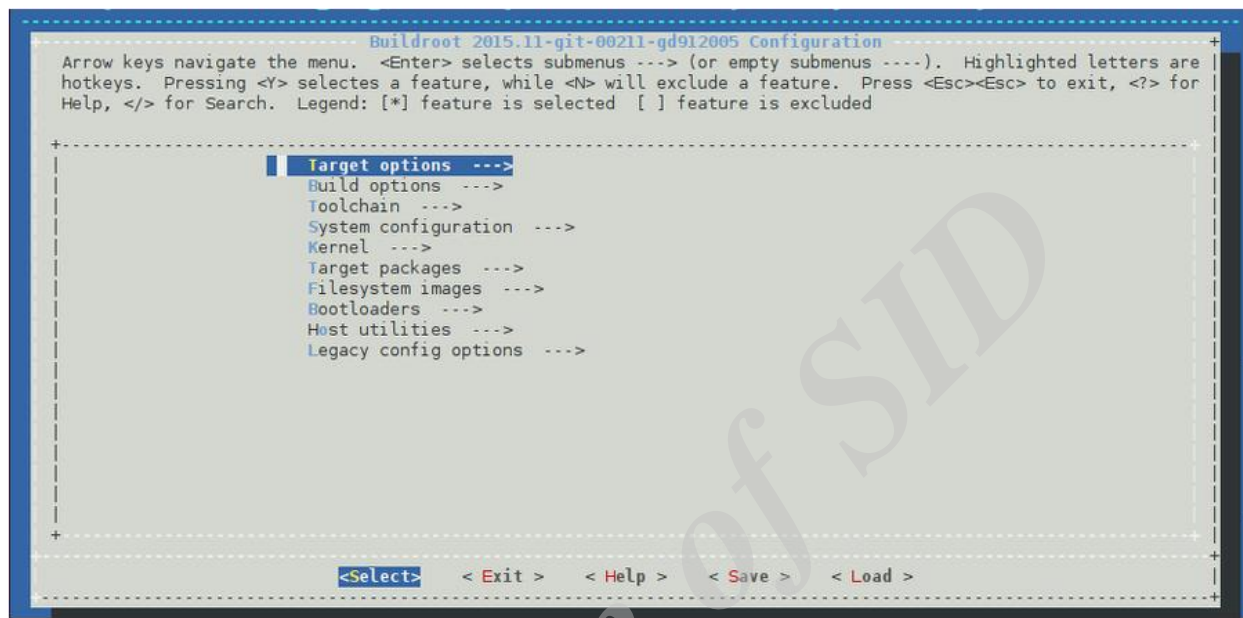 Buildroot 2015.11-git-00211-gd912005 Configuration
Arrow keys navigate the menu.  <Enter> selects submenus ---> (or empty submenus ----).  Highlighted letters are
hotkeys.  Pressing <Y> selectes a feature, while <N> will exclude a feature.  Press <Esc><Esc> to exit, <?> for
Help, </> for Search.  Legend: [*] feature is selected  [ ] feature is excluded
Target options  --->
Build options  --->
Toolchain  --->
System configuration  --->
Kernel  --->
Target packages  --->
Filesystem images  --->
Bootloaders  --->
Host utilities  --->
Legacy config options  --->
<Select>    < Exit >    < Help >    < Save >    < Load >
of SID